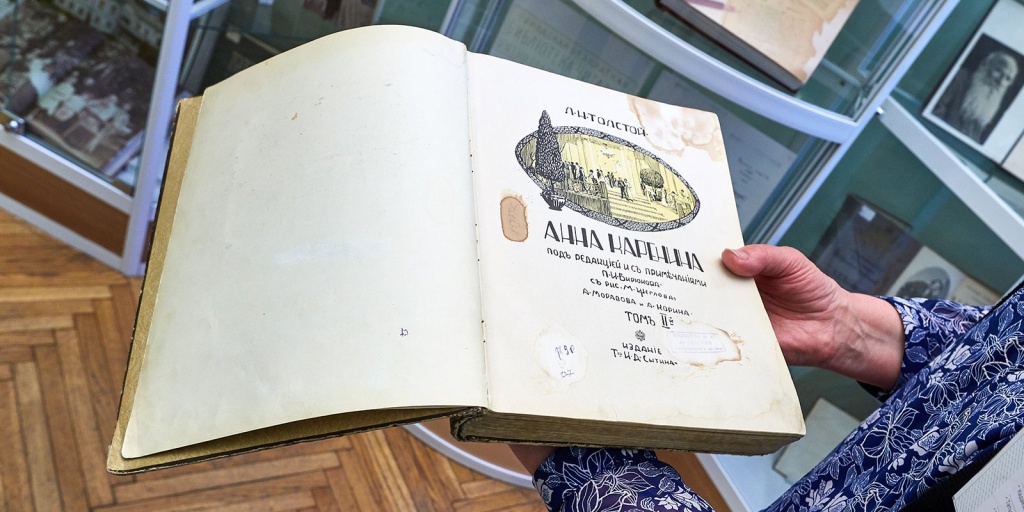 Л·Н·ТОЛСТОЙ·
АННА КАРЕНИНА
ПОДЪ РЕДАКЦІЕЙ И СЪ ПРИМѢЧАНІЯМИ
П·И·БИРЮКОВА·
СЪ РИС. М·ЩЕГЛОВА,
А·МОРАВОВА и А·КОРИНА·
ТОМЪ II й
ИЗДАНІЕ
Т-ва И·Д·СЫТИНА·